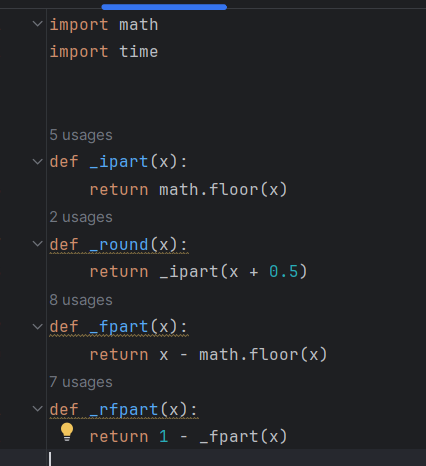 import math
import time
5 usages
def _ipart(x):
    return math.floor(x)
2 usages
def _round(x):
    return _ipart(x + 0.5)
8 usages
def _fpart(x):
    return x - math.floor(x)
7 usages
def _rfpart(x):
    return 1 - _fpart(x)